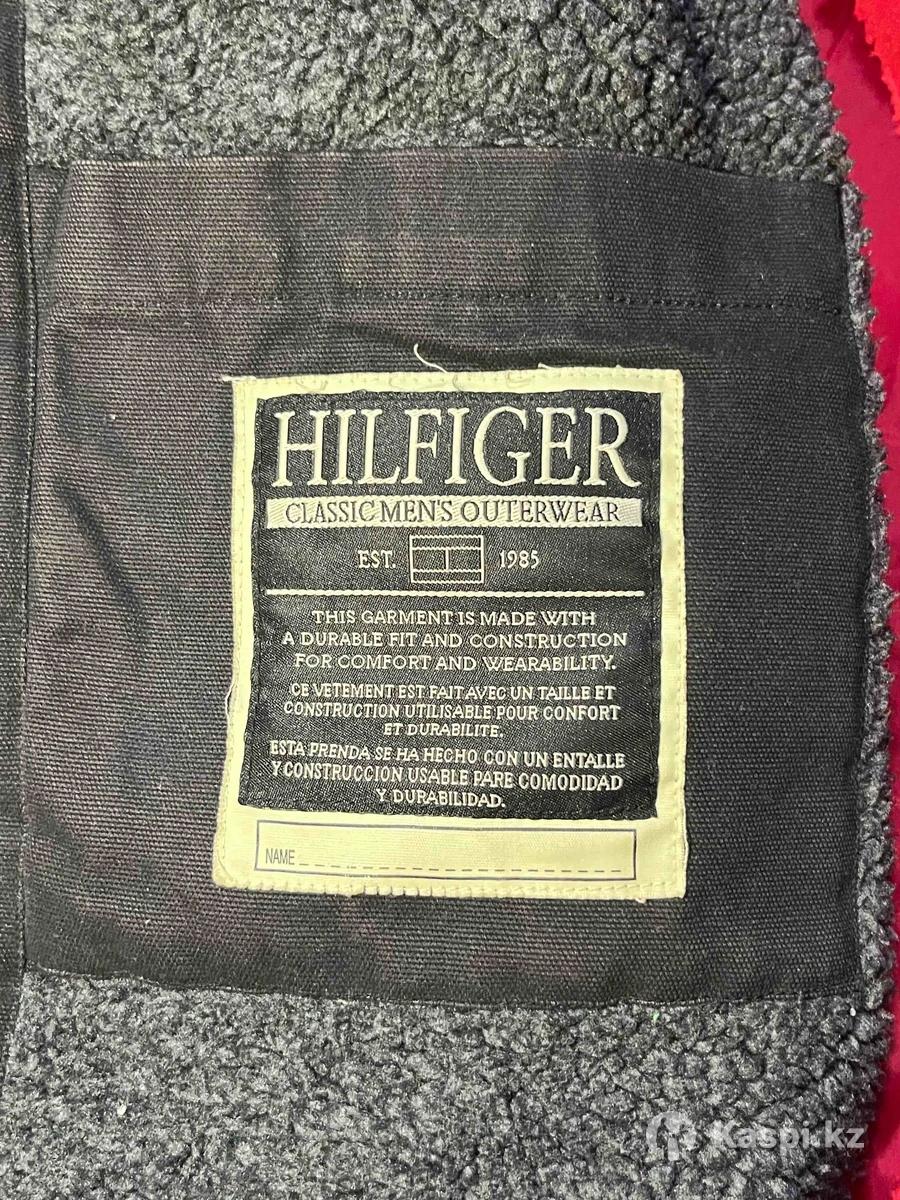 HILFIGER
CLASSIC MEN'S OUTERWEAR
EST. 1985
THIS GARMENT IS MADE WITH
A DURABLE FIT AND CONSTRUCTION
FOR COMFORT AND WEARABILITY.
CE VETEMENT EST FAIT AVEC UN TAILLE ET
CONSTRUCTION UTILISABLE POUR CONFORT
ET DURABILITE.
ESTA PRENDA SE HA HECHO CON UN ENTALLE
Y CONSTRUCCION USABLE PARE COMODIDAD
Y DURABILIDAD.
NAME
Kaspi.kz